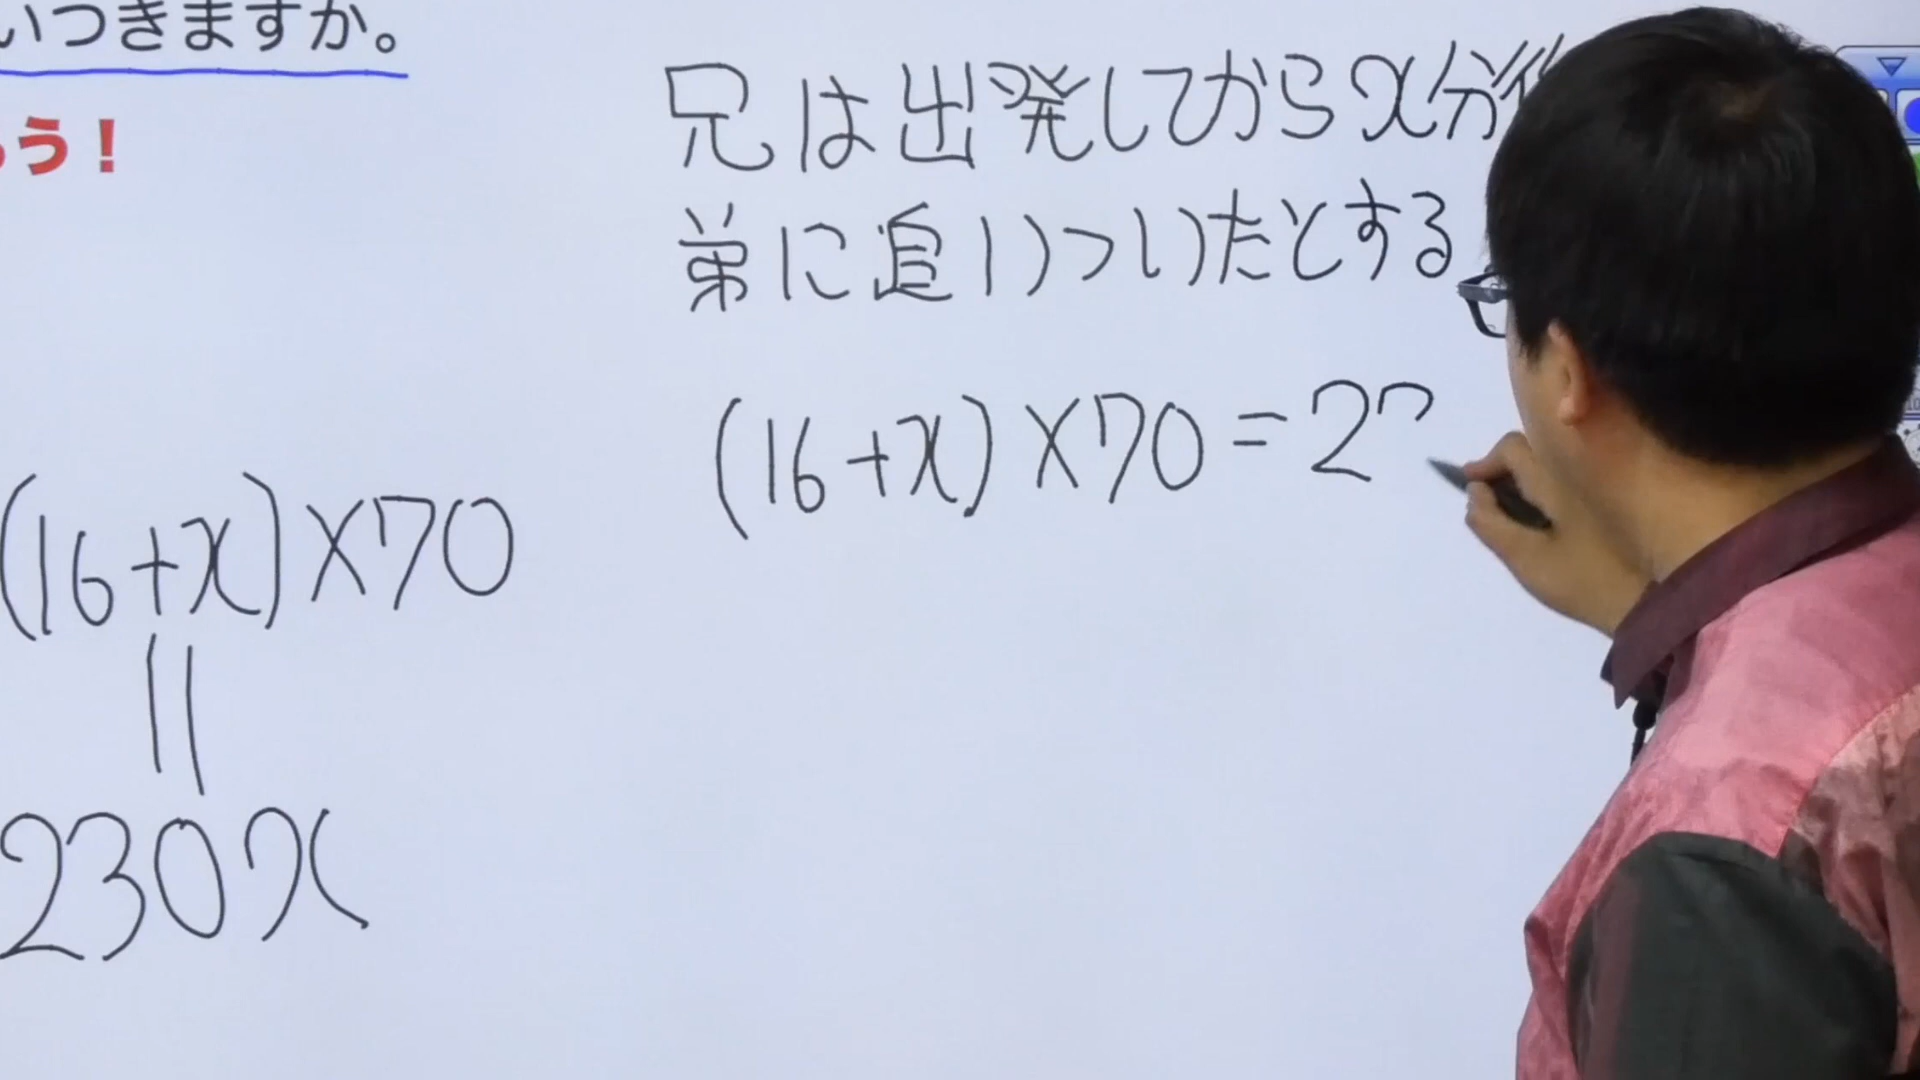 いつきますか。
う！
兄は出発してからx分後
弟に追いついたとする
(16+x)×70=2
(16+x)×70
=
230x